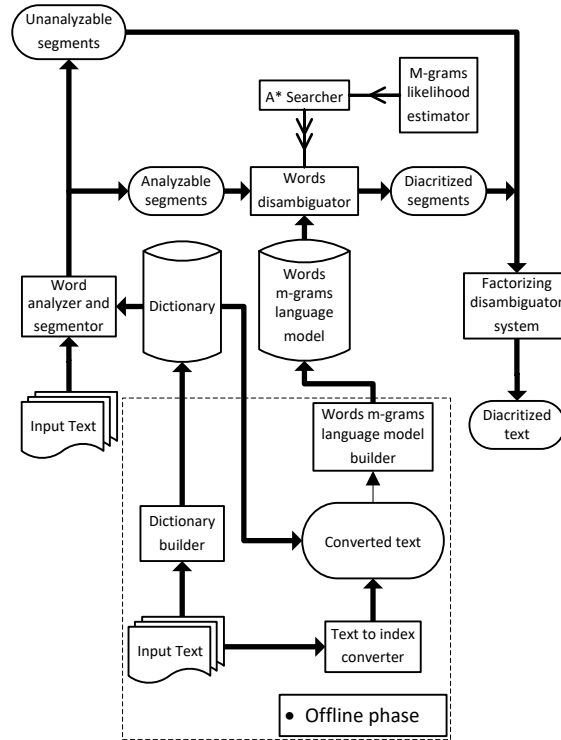 Unanalyzable
segments
M-grams
likelihood
estimator
A* Searcher
Analyzable
segments
Words
disambiguator
Diacritized
segments
Word
analyzer and
segmentor
Dictionary
Words
m-grams
language
model
Factorizing
disambiguator
system
Input Text
Words m-grams
language model
builder
Diacritized
text
Dictionary
builder
Converted text
Input Text
Text to index
converter
• Offline phase